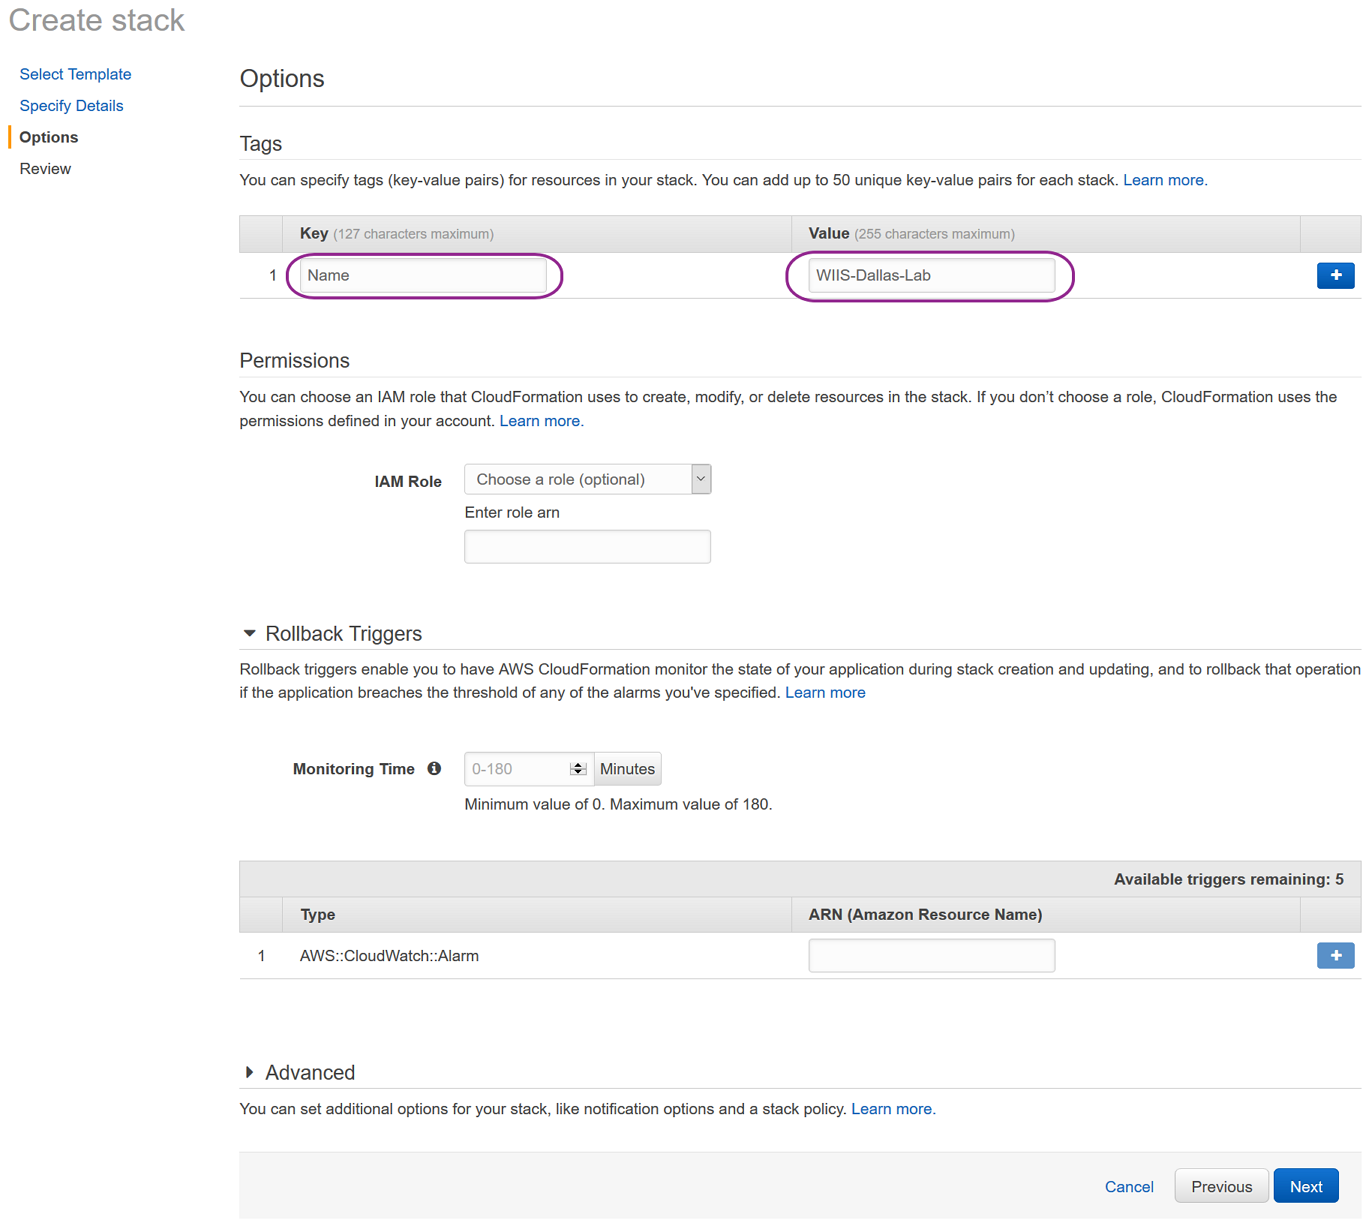 Create stack
Select Template
Specify Details
Options
Review
Options
Tags
You can specify tags (key-value pairs) for resources in your stack. You can add up to 50 unique key-value pairs for each stack. Learn more.
Key (127 characters maximum) Value (255 characters maximum)
1 Name WIIS-Dallas-Lab +
Permissions
You can choose an IAM role that CloudFormation uses to create, modify, or delete resources in the stack. If you don’t choose a role, CloudFormation uses the
permissions defined in your account. Learn more.
IAM Role Choose a role (optional)
Enter role arn
Rollback Triggers
Rollback triggers enable you to have AWS CloudFormation monitor the state of your application during stack creation and updating, and to rollback that operation
if the application breaches the threshold of any of the alarms you've specified. Learn more
Monitoring Time 0-180 Minutes
Minimum value of 0. Maximum value of 180.
Available triggers remaining: 5
Type ARN (Amazon Resource Name)
1 AWS::CloudWatch::Alarm +
Advanced
You can set additional options for your stack, like notification options and a stack policy. Learn more.
Cancel Previous Next